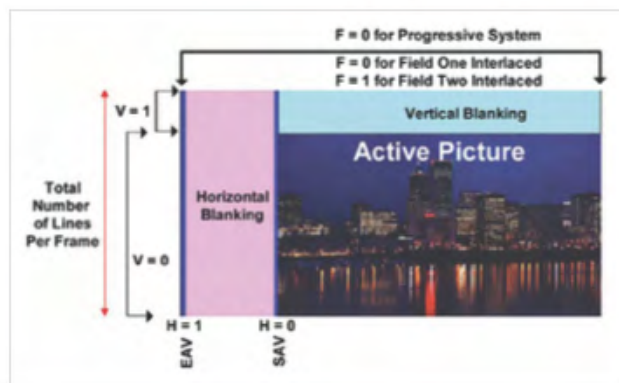 F = 0 for Progressive System
F = 0 for Field One Interlaced
F = 1 for Field Two Interlaced
V = 1
Vertical Blanking
Active Picture
Total
Number
of Lines
Per Frame
Horizontal
Blanking
V = 0
H = 1
H = 0
EAV
SAV